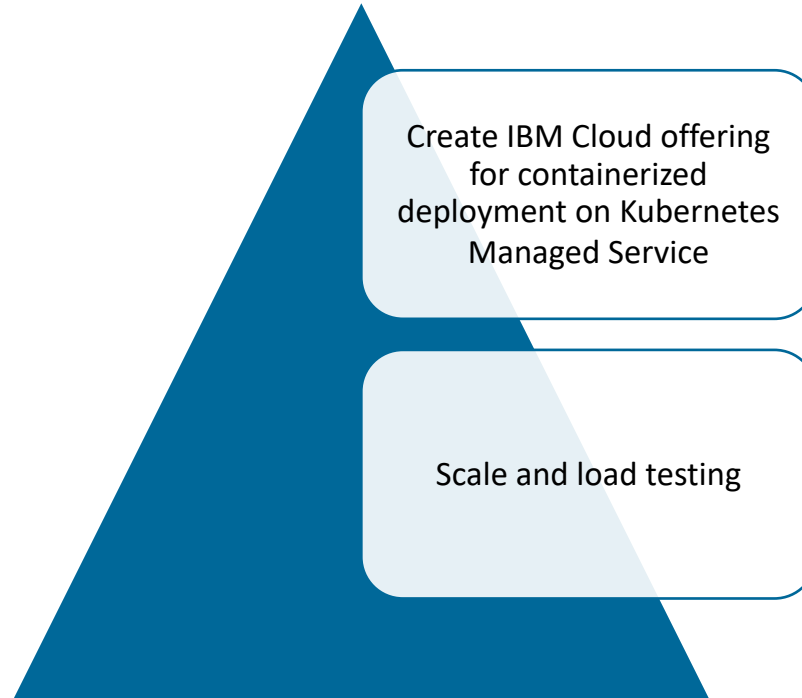 Create IBM Cloud offering
for containerized
deployment on Kubernetes
Managed Service
Scale and load testing